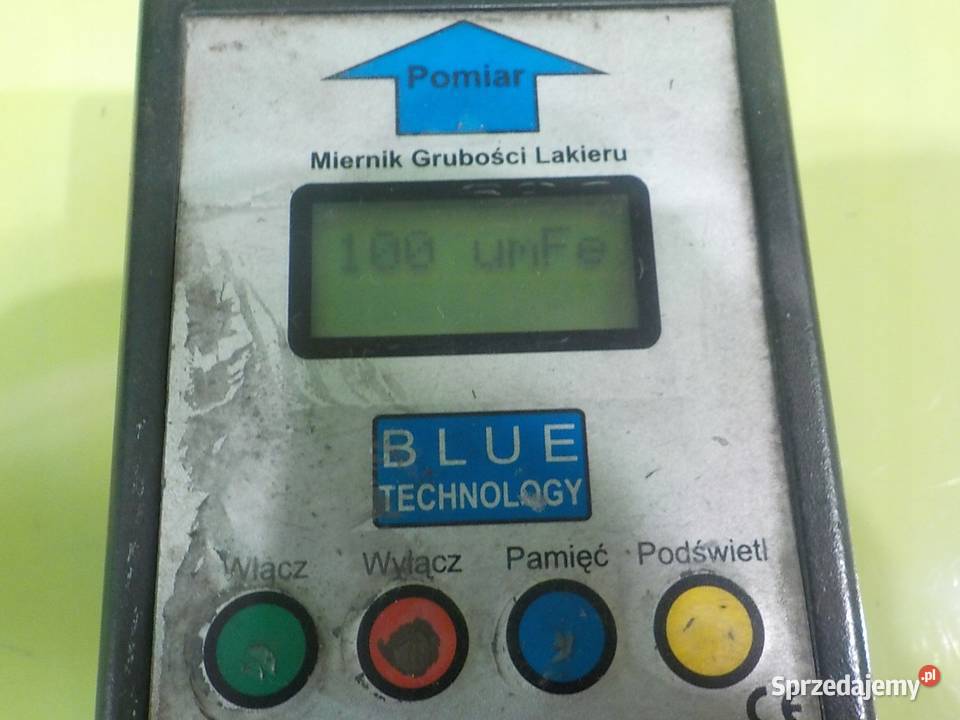 Pomiar
Miernik Grubości Lakieru
100 umFe
BLUE
TECHNOLOGY
Włącz Wyłącz Pamięć Podświetl
CE
Sprzedajemy.pl